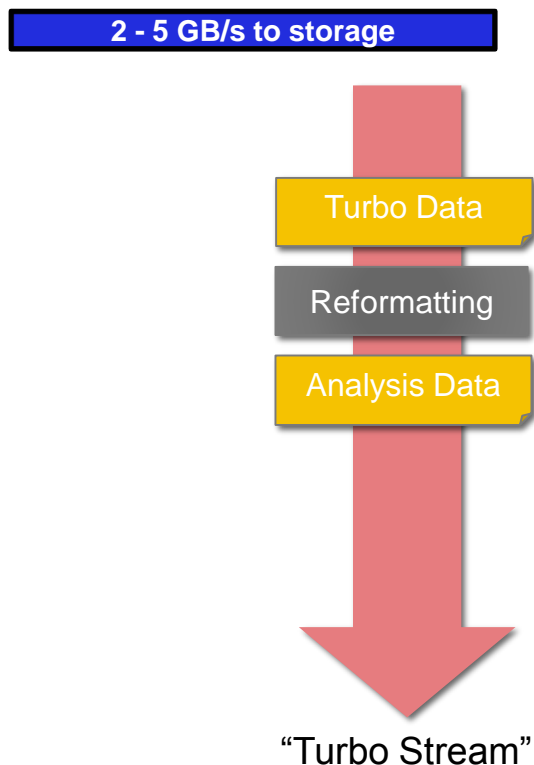 2 - 5 GB/s to storage
Turbo Data
Reformatting
Analysis Data
“Turbo Stream”